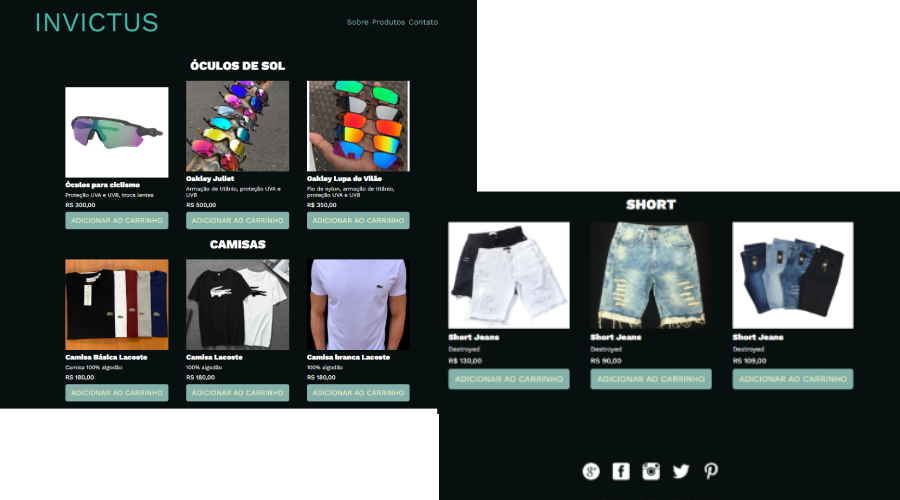 INVICTUS
Sobre Produtos Contato
ÓCULOS DE SOL
Óculos para ciclismo
Proteção UVA e UVB, troca lentes
R$ 300,00
ADICIONAR AO CARRINHO
Oakley Juliet
Armação de titânio, proteção UVA e
UVB
R$ 500,00
ADICIONAR AO CARRINHO
Oakley Lupa do Vilão
Fio de nylon, armação de titânio,
proteção UVA e UVB
R$ 350,00
ADICIONAR AO CARRINHO
CAMISAS
Camisa Básica Lacoste
Camisa 100% algodão
R$ 180,00
ADICIONAR AO CARRINHO
Camisa Lacoste
100% algodão
R$ 180,00
ADICIONAR AO CARRINHO
Camisa branca Lacoste
100% algodão
R$ 180,00
ADICIONAR AO CARRINHO
SHORT
Short Jeans
Destroyed
R$ 130,00
ADICIONAR AO CARRINHO
Short Jeans
Destroyed
R$ 90,00
ADICIONAR AO CARRINHO
Short Jeans
Destroyed
R$ 109,00
ADICIONAR AO CARRINHO